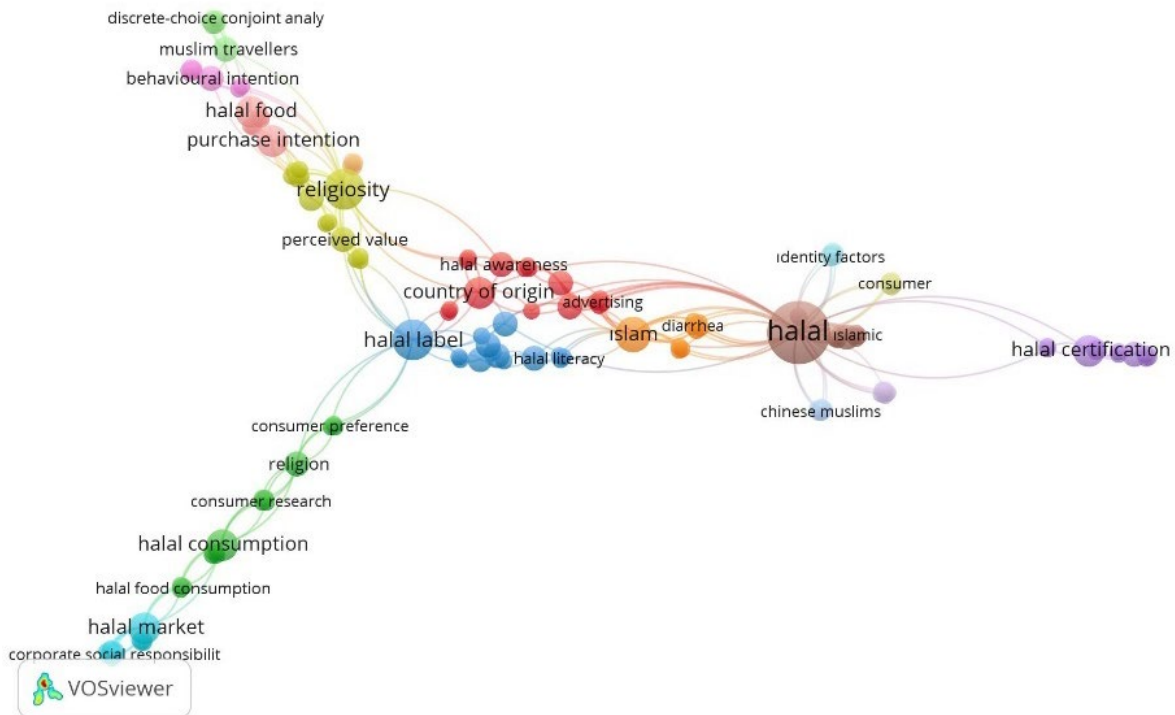 discrete-choice conjoint analy
muslim travellers
behavioural intention
halal food
purchase intention
religiosity
perceived value
halal awareness
country of origin
advertising
identity factors
consumer
halal label
halal literacy
islam
diarrhea
halal
islamic
halal certification
chinese muslims
consumer preference
religion
consumer research
halal consumption
halal food consumption
halal market
corporate social responsibilit
VOSviewer